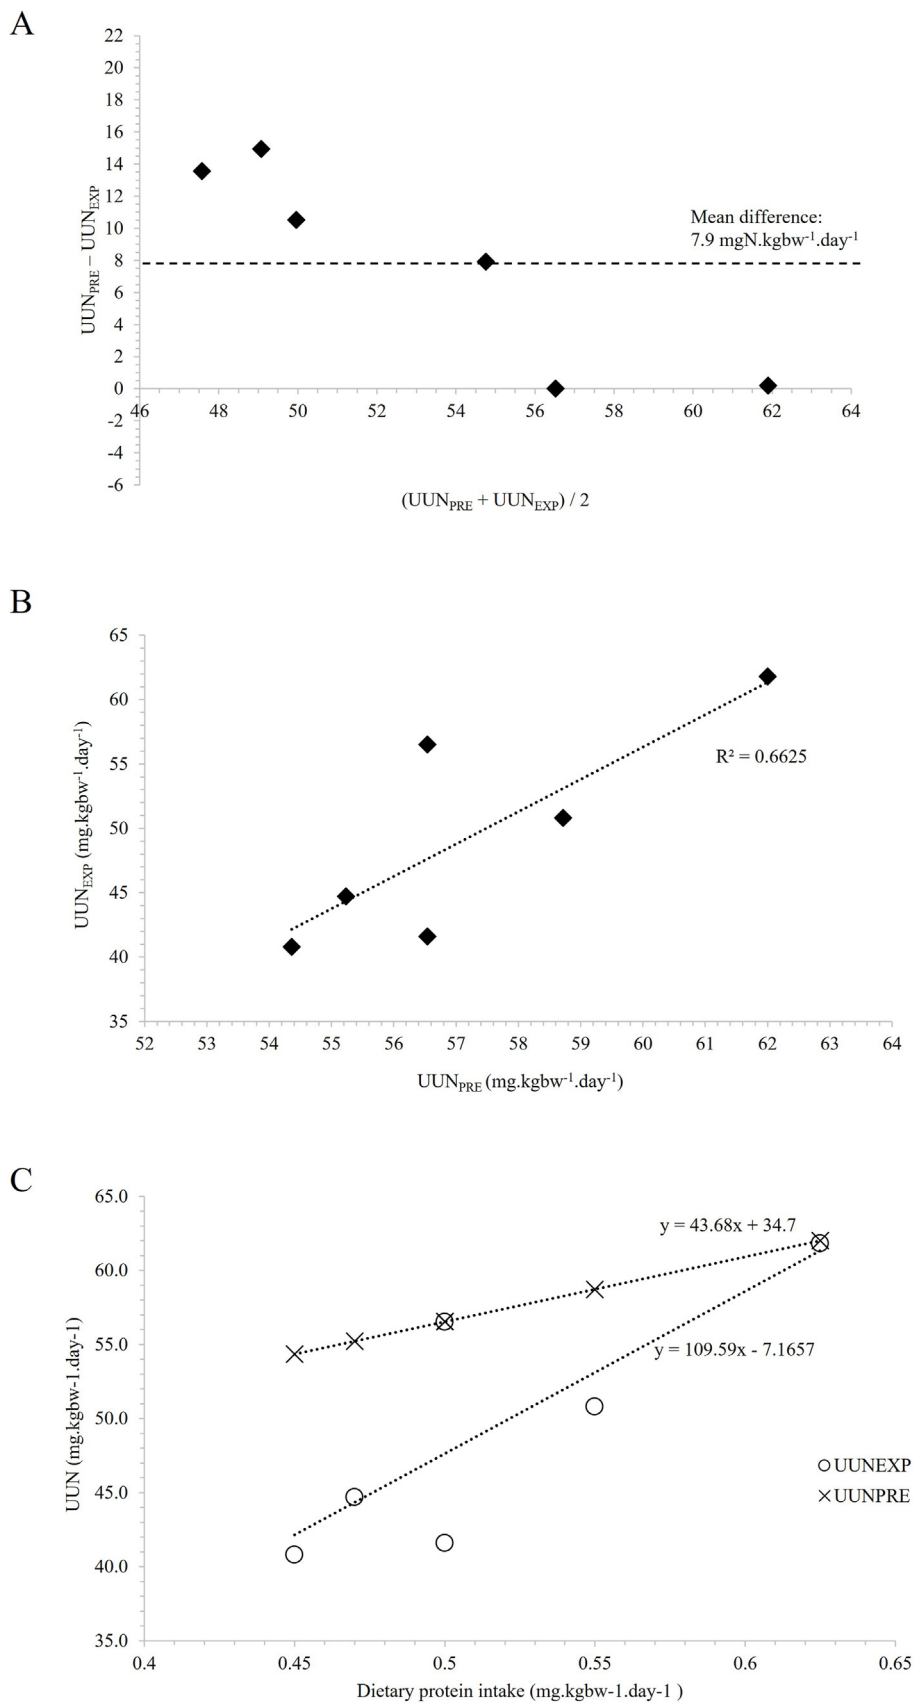 A
22
20
18
16
14
12
10
8
6
4
2
0
-2
-4
-6
UUNPRE – UUNEXP
Mean difference:
7.9 mgN.kgbw-1.day-1
46 48 50 52 54 56 58 60 62 64
(UUNPRE + UUNEXP) / 2
B
65
60
55
50
45
40
35
UUNEXP (mg.kgbw-1.day-1)
R² = 0.6625
52 53 54 55 56 57 58 59 60 61 62 63 64
UUNPRE (mg.kgbw-1.day-1)
C
65.0
60.0
55.0
50.0
45.0
40.0
35.0
UUN (mg.kgbw-1.day-1)
y = 43.68x + 34.7
y = 109.59x - 7.1657
UUNEXP
UUNPRE
0.4 0.45 0.5 0.55 0.6 0.65
Dietary protein intake (mg.kgbw-1.day-1 )